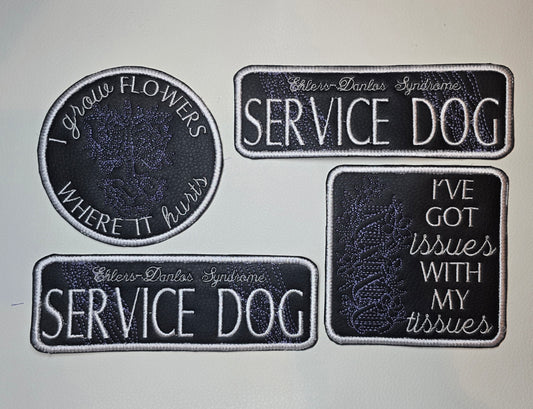 I grow FLOWERS
WHERE IT hurts
Ehlers-Danlos Syndrome
SERVICE DOG
Ehlers-Danlos Syndrome
SERVICE DOG
I'VE
GOT
issues
WITH
MY
tissues